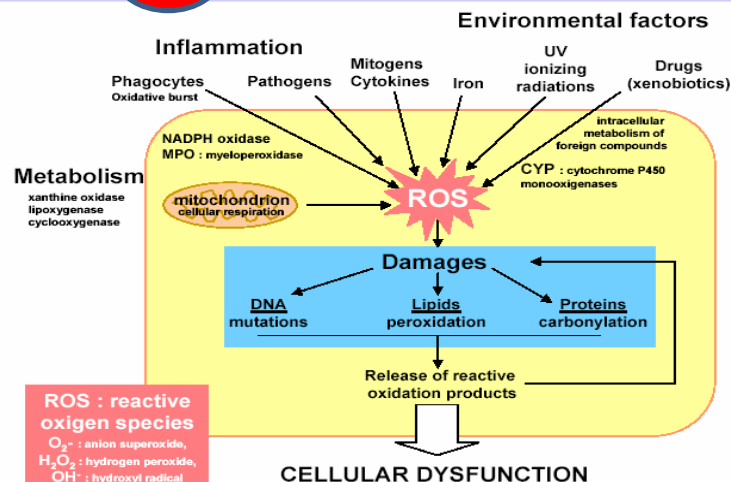 Environmental factors
Inflammation
Phagocytes
Oxidative burst
Pathogens
Mitogens
Cytokines
Iron
UV
ionizing
radiations
Drugs
(xenobiotics)
NADPH oxidase
MPO : myeloperoxidase
intracellular
metabolism of
foreign compounds
CYP : cytochrome P450
monooxigenases
Metabolism
xanthine oxidase
lipoxygenase
cyclooxygenase
mitochondrion
cellular respiration
ROS
Damages
DNA
mutations
Lipids
peroxidation
Proteins
carbonylation
Release of reactive
oxidation products
ROS : reactive
oxigen species
O₂⁻ : anion superoxide,
H₂O₂ : hydrogen peroxide,
OH· : hydroxyl radical
CELLULAR DYSFUNCTION